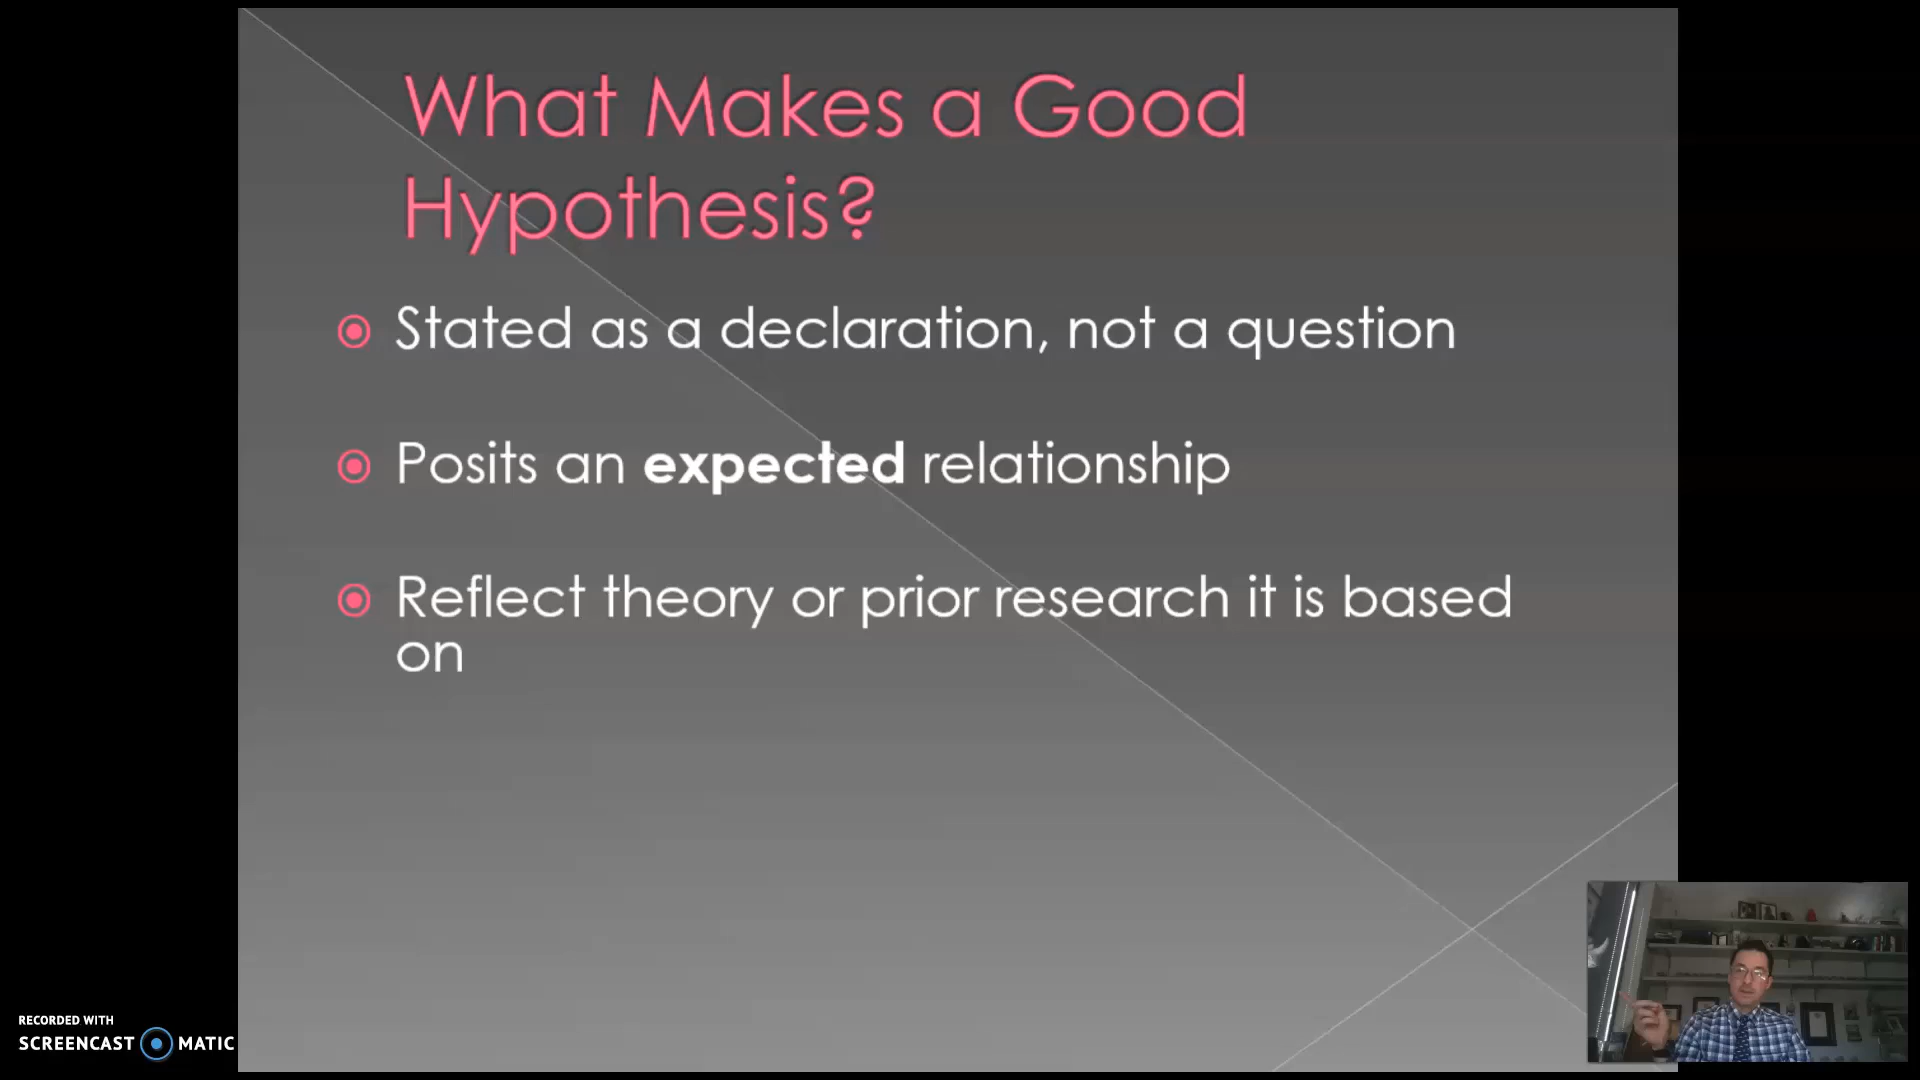 What Makes a Good
Hypothesis?
Stated as a declaration, not a question
Posits an expected relationship
Reflect theory or prior research it is based
on
RECORDED WITH
SCREENCAST MATIC